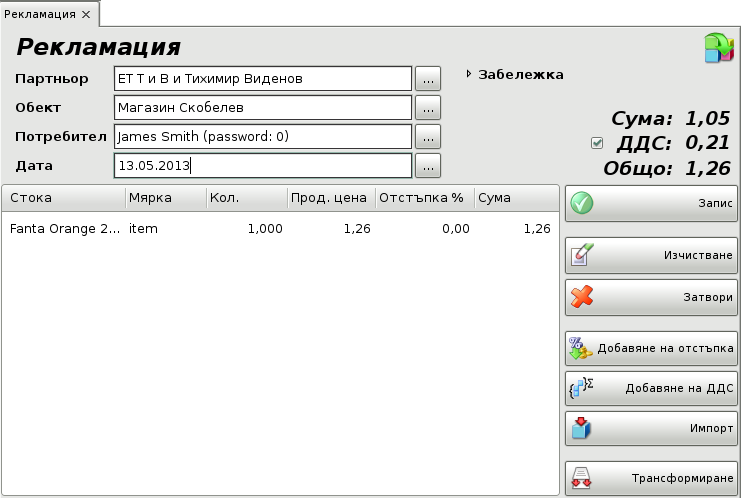 Рекламация
Рекламация
Партньор ЕТ Т и В и Тихимир Виденов ...
Забележка
Обект Магазин Скобелев ...
Потребител James Smith (password: 0) ...
Дата 13.05.2013 ...
Сума: 1,05
ДДС: 0,21
Общо: 1,26
Стока Мярка Кол. Прод. цена Отстъпка % Сума
Fanta Orange 2... item 1,000 1,26 0,00 1,26
Запис
Изчистване
Затвори
Добавяне на отстъпка
Добавяне на ДДС
Импорт
Трансформиране